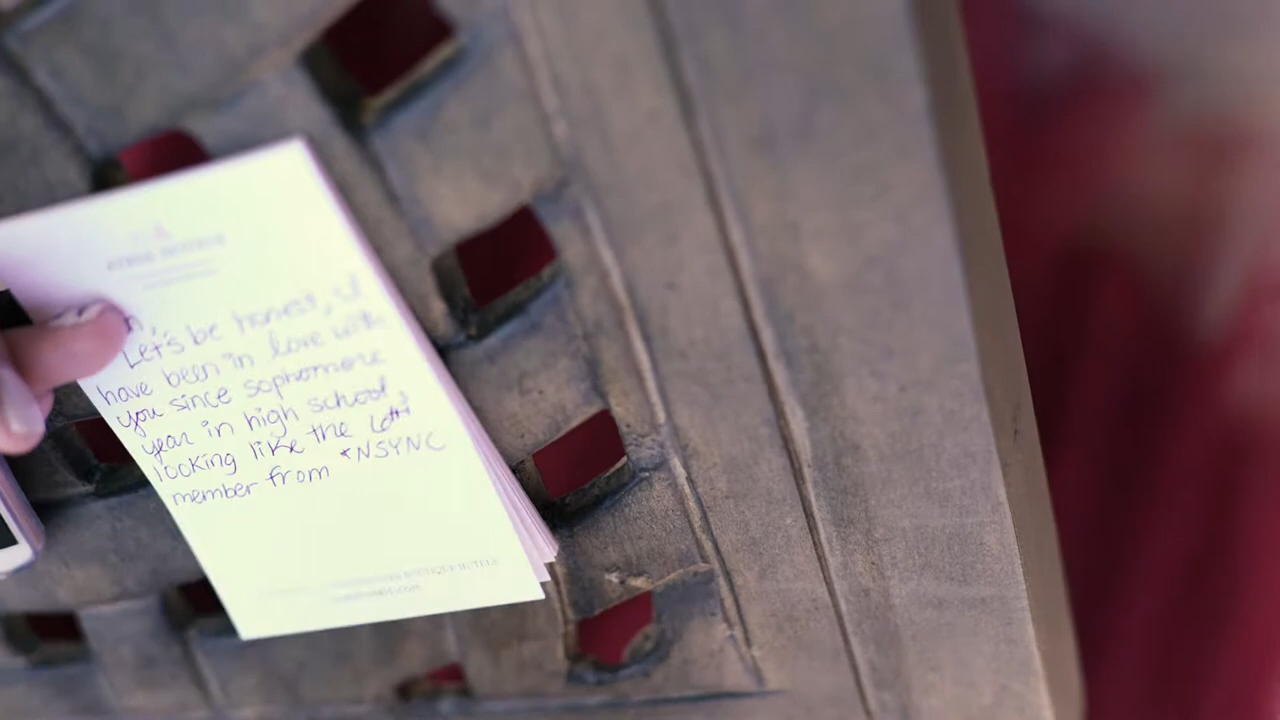 Let's be honest, I
have been in love with
you since sophomore
year in high school,
looking like the 6th
member from *NSYNC